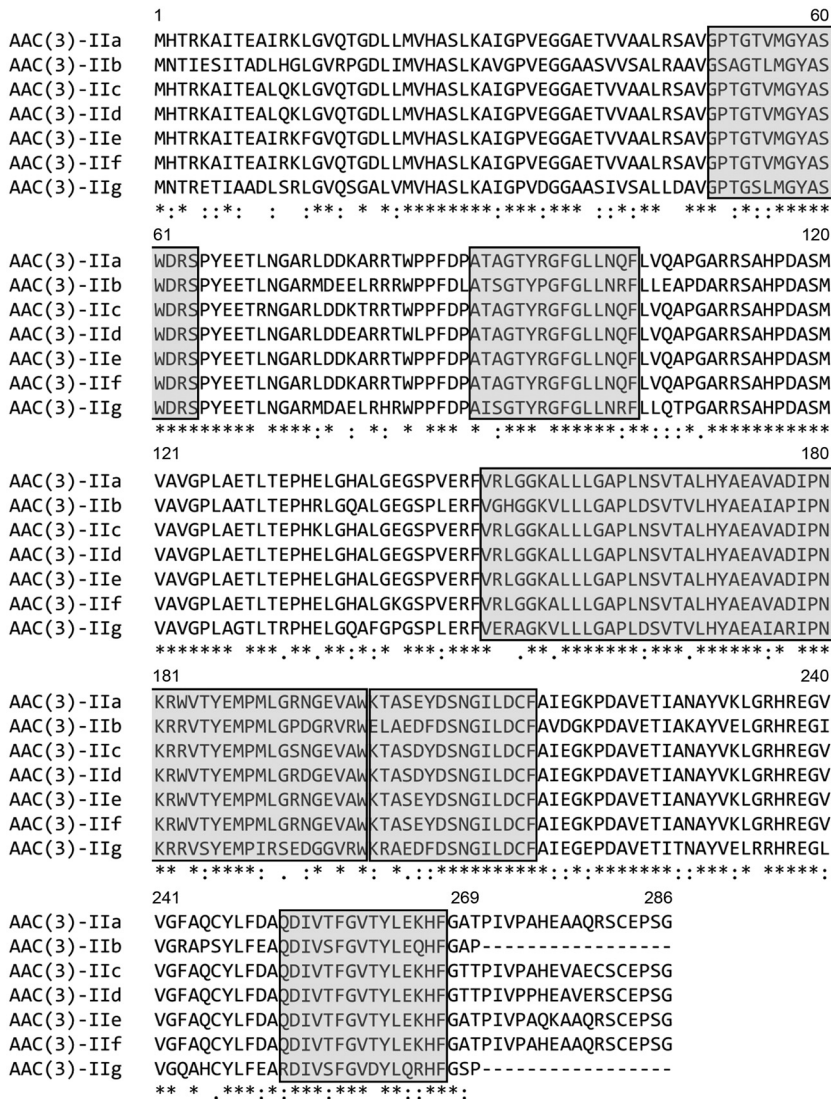 1 60
AAC(3)-IIa MHTRKAITEAIRKLGVQTGDLLMVHASLKAIGPVEGGAETVVAALRSAVGPTGTVMGYAS
AAC(3)-IIb MNTIESITADLHGLGVRPGDLIMVHASLKAVGPVEGGAASVVSALRAAVGSAGTLMGYAS
AAC(3)-IIc MHTRKAITEALQKLGVQTGDLLMVHASLKAIGPVEGGAETVVAALRSAVGPTGTVMGYAS
AAC(3)-IId MHTRKAITEALQKLGVQTGDLLMVHASLKAIGPVEGGAETVVAALRSAVGPTGTVMGYAS
AAC(3)-IIe MHTRKAITEAIRKFGVQTGDLLMVHASLKAIGPVEGGAETVVAALRSAVGPTGTVMGYAS
AAC(3)-IIf MHTRKAITEAIRKLGVQTGDLLMVHASLKAIGPVEGGAETVVAALRSAVGPTGTVMGYAS
AAC(3)-IIg MNTRETIAADLSRLGVQSGALVMVHASLKAIGPVDGGAASIVSALLDAVGPTGSLMGYAS
*:* ::*: : :**: * *:********:***:*** ::*:** ***. :*::*****
61 120
AAC(3)-IIa WDRSPYEETLNGARLDDKARRTWPPFDPATAGTYRGFGLLNQFLVQAPGARRSAHPDASM
AAC(3)-IIb WDRSPYEETLNGARMDEELRRRWPPFDLATSGTYPGFGLLNRFLLEAPDARRSAHPDASM
AAC(3)-IIc WDRSPYEETRNGARLDDKTRRTWPPFDPATAGTYRGFGLLNQFLVQAPGARRSAHPDASM
AAC(3)-IId WDRSPYEETLNGARLDDKARRTWLPFDPATAGTYRGFGLLNQFLVQAPGARRSAHPDASM
AAC(3)-IIe WDRSPYEETLNGARLDDKARRTWPPFDPATAGTYRGFGLLNQFLVQAPGARRSAHPDASM
AAC(3)-IIf WDRSPYEETLNGARLDDKARRTWPPFDPATAGTYRGFGLLNQFLVQAPGARRSAHPDASM
AAC(3)-IIg WDRSPYEETLNGARMDAELRHRWPPFDPAISGTYRGFGLLNRFLLQTPGARRSAHPDASM
********* ****:* : *: * *** * :*** ******:**:::*.***********
121 180
AAC(3)-IIa VAVGPLAETLTEPHELGHALGEGSPVERFVRLGGKALLLGAPLNSVTALHYAEAVADIPN
AAC(3)-IIb VAVGPLAATLTEPHRLGQALGEGSPLERFVGHGGKVLLLGAPLDSVTVLHYAEAIAPIPN
AAC(3)-IIc VAVGPLAETLTEPHKLGHALGEGSPVERFVRLGGKALLLGAPLNSVTALHYAEAVADIPN
AAC(3)-IId VAVGPLAETLTEPHELGHALGEGSPVERFVRLGGKALLLGAPLNSVTALHYAEAVADIPN
AAC(3)-IIe VAVGPLAETLTEPHELGHALGEGSPVERFVRLGGKALLLGAPLNSVTALHYAEAVADIPN
AAC(3)-IIf VAVGPLAETLTEPHELGHALGKGSPVERFVRLGGKALLLGAPLNSVTALHYAEAVADIPN
AAC(3)-IIg VAVGPLAGTLTRPHELGQAFGPGSPLERFVERAGKVLLLGAPLDSVTVLHYAEAIARIPN
******* ***.**.**:*:* ***:**** .**.*******:***.******:* ***
181 240
AAC(3)-IIa KRWVTYEMPMLGRNGEVAWKTASEYDSNGILDCFAIEGKPDAVETIANAYVKLGRHREGV
AAC(3)-IIb KRRVTYEMPMLGPDGRVRWELAEDFDSNGILDCFAVDGKPDAVETIAKAYVELGRHREGI
AAC(3)-IIc KRRVTYEMPMLGSNGEVAWKTASDYDSNGILDCFAIEGKPDAVETIANAYVKLGRHREGV
AAC(3)-IId KRWVTYEMPMLGRDGEVAWKTASDYDSNGILDCFAIEGKPDAVETIANAYVKLGRHREGV
AAC(3)-IIe KRWVTYEMPMLGRNGEVAWKTASEYDSNGILDCFAIEGKPDAVETIANAYVKLGRHREGV
AAC(3)-IIf KRWVTYEMPMLGRNGEVAWKTASEYDSNGILDCFAIEGKPDAVETIANAYVKLGRHREGV
AAC(3)-IIg KRRVSYEMPIRSEDGGVRWKRAEDFDSNGILDCFAIEGEPDAVETITNAYVELRRHREGL
** *:****: . :* * *: *.::**********::*:*******::***:* *****:
241 269 286
AAC(3)-IIa VGFAQCYLFDAQDIVTFGVTYLEKHFGATPIVPAHEAAQRSCEPSG
AAC(3)-IIb VGRAPSYLFEAQDIVSFGVTYLEQHFGAP-----------------
AAC(3)-IIc VGFAQCYLFDAQDIVTFGVTYLEKHFGTTPIVPAHEVAECSCEPSG
AAC(3)-IId VGFAQCYLFDAQDIVTFGVTYLEKHFGTTPIVPPHEAVERSCEPSG
AAC(3)-IIe VGFAQCYLFDAQDIVTFGVTYLEKHFGATPIVPAQKAAQRSCEPSG
AAC(3)-IIf VGFAQCYLFDAQDIVTFGVTYLEKHFGATPIVPAHEAAQRSCEPSG
AAC(3)-IIg VGQAHCYLFEARDIVSFGVDYLQRHFGSP-----------------
** * .***:*:***:*** **::***: